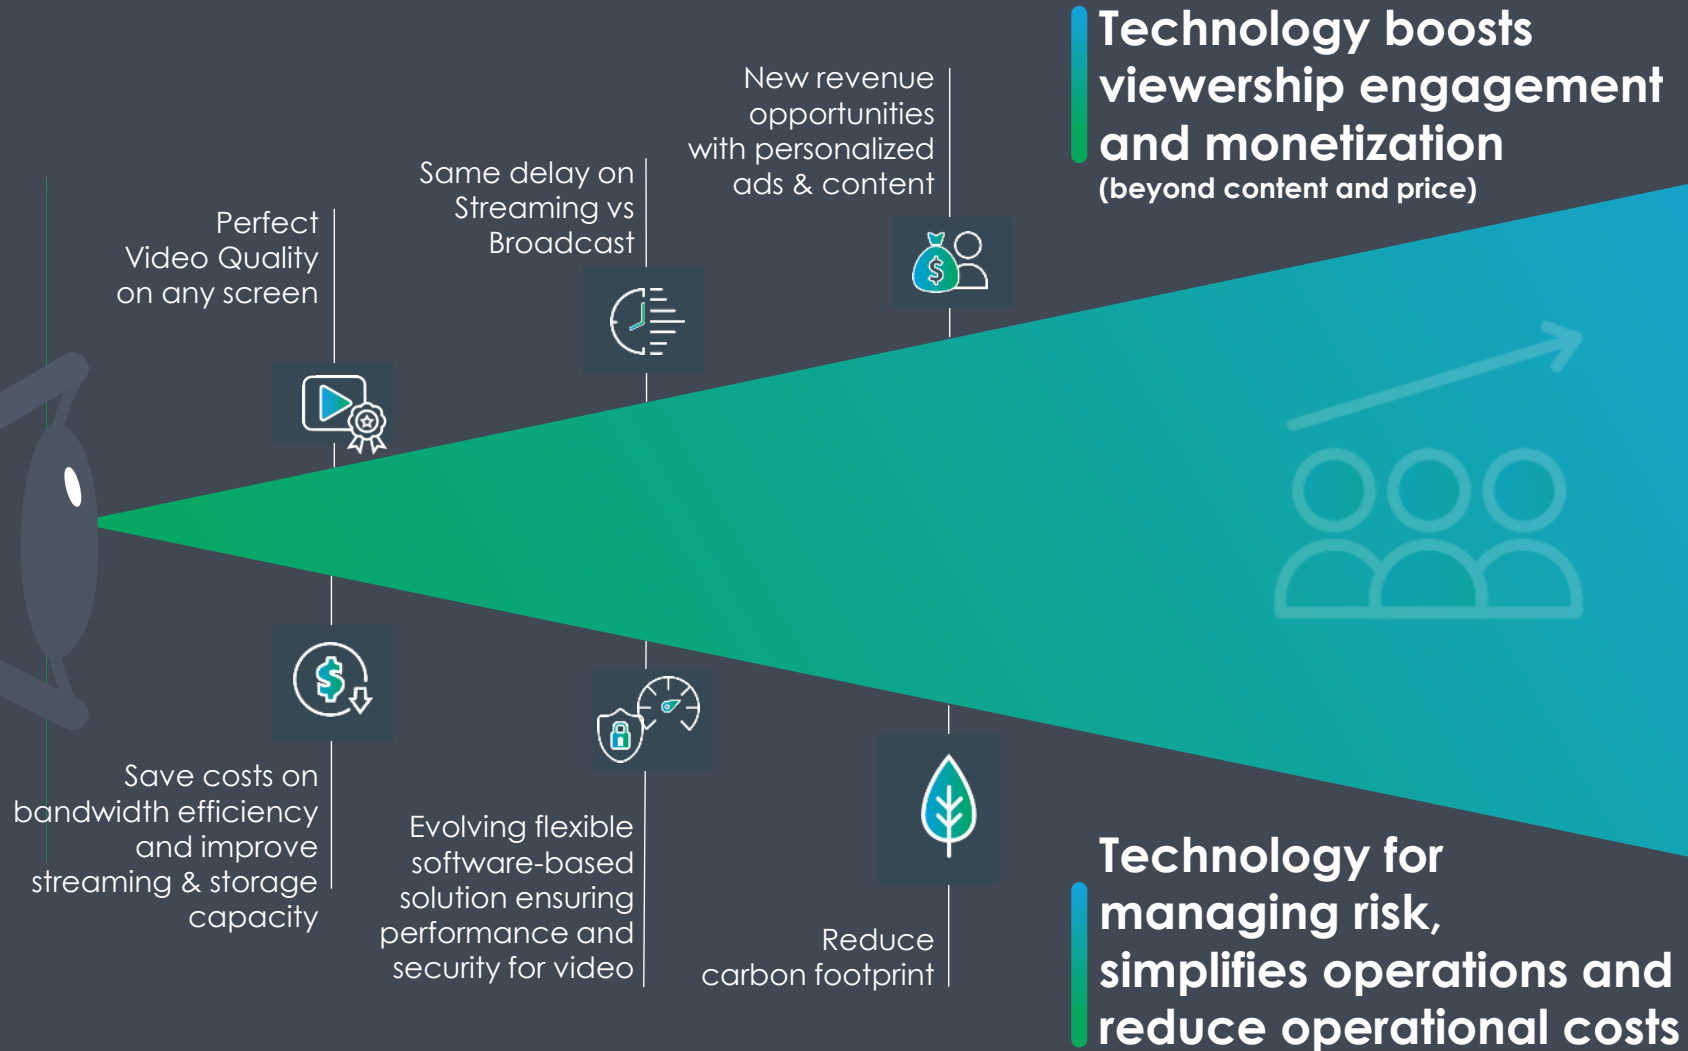 Technology boosts
viewership engagement
and monetization
(beyond content and price)
New revenue
opportunities
with personalized
ads & content
Same delay on
Streaming vs
Broadcast
Perfect
Video Quality
on any screen
$
$
Save costs on
bandwidth efficiency
and improve
streaming & storage
capacity
Evolving flexible
software-based
solution ensuring
performance and
security for video
Reduce
carbon footprint
Technology for
managing risk,
simplifies operations and
reduce operational costs